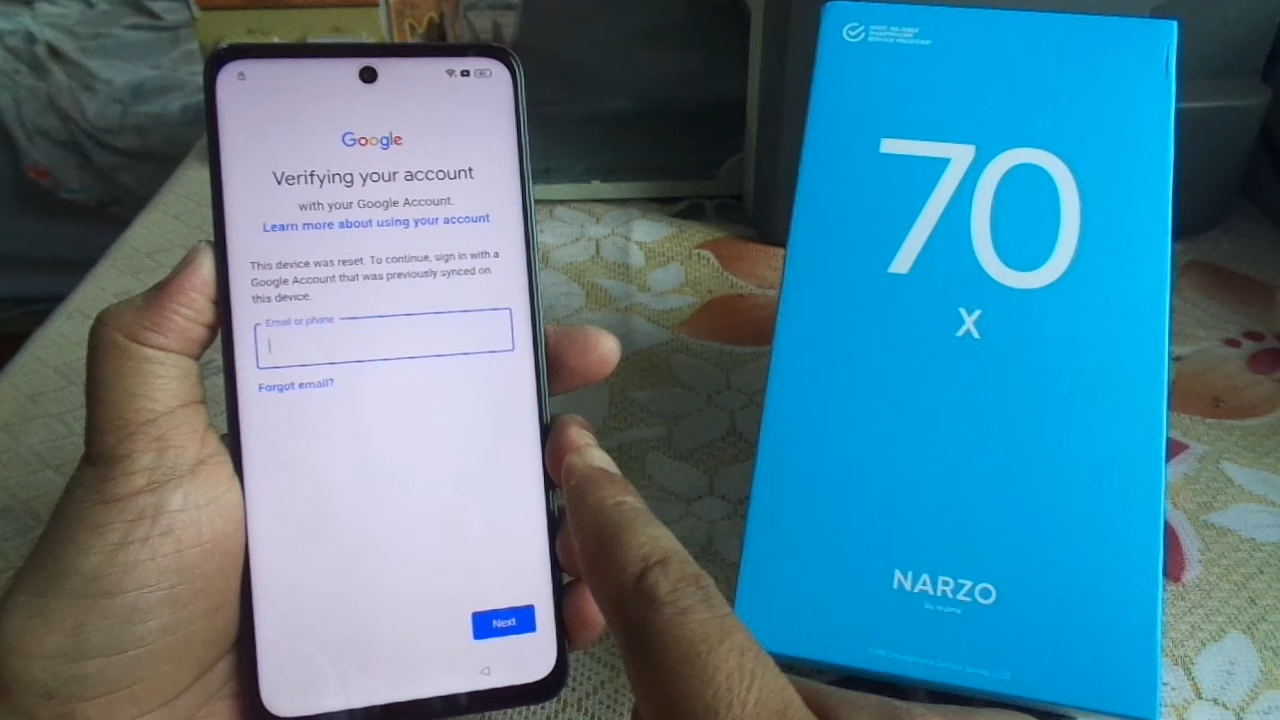 Google
Verifying your account
with your Google Account.
Learn more about using your account
This device was reset. To continue, sign in with a
Google Account that was previously synced on
this device.
Email or phone
Forgot email?
Next
70
x
NARZO
by realme